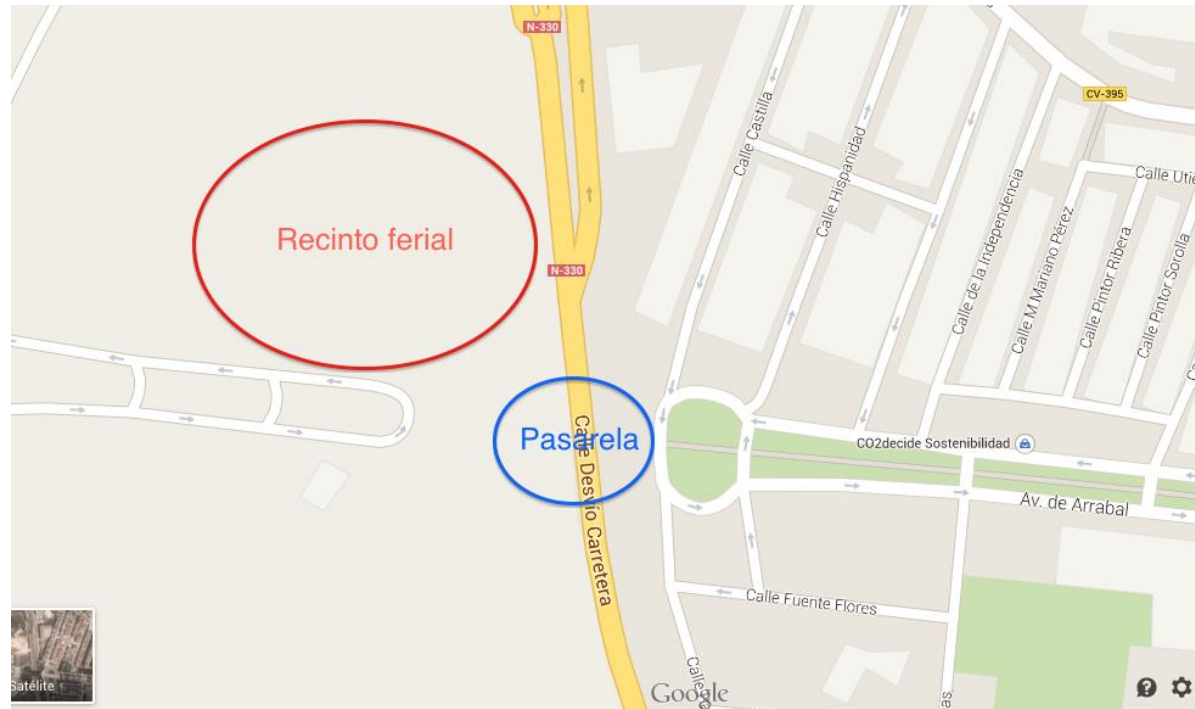 N-330
CV-395
Calle Castilla
Calle Hispanidad
Calle Utie
Recinto ferial
Calle de la Independencia
Calle M Mariano Pérez
Calle Pintor Ribera
Calle Pintor Sorolla
N-330
Pasarela
Calle Desvío Carretera
CO2decide Sostenibilidad
Av. de Arrabal
Calle Fuente Flores
Calle
as.
Satélite
Google